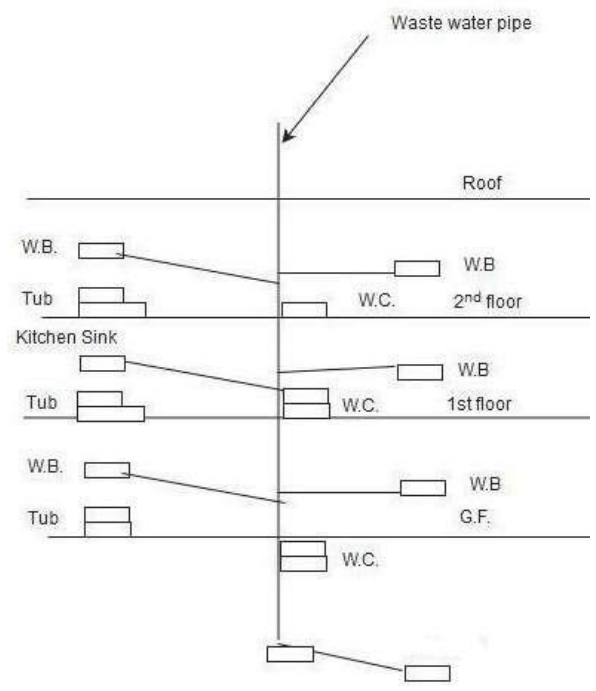 Waste water pipe
Roof
W.B.
W.B
Tub
W.C.
2nd floor
Kitchen Sink
W.B
Tub
W.C.
1st floor
W.B.
W.B
Tub
G.F.
W.C.